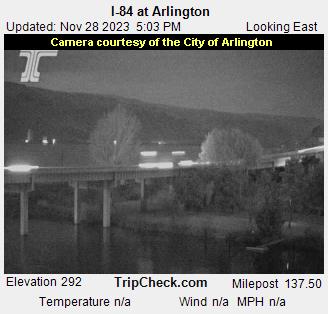 I-84 at Arlington
Updated: Nov 28 2023 5:03 PM Looking East
Camera courtesy of the City of Arlington
Elevation 292 TripCheck.com Milepost 137.50
Temperature n/a Wind n/a MPH n/a